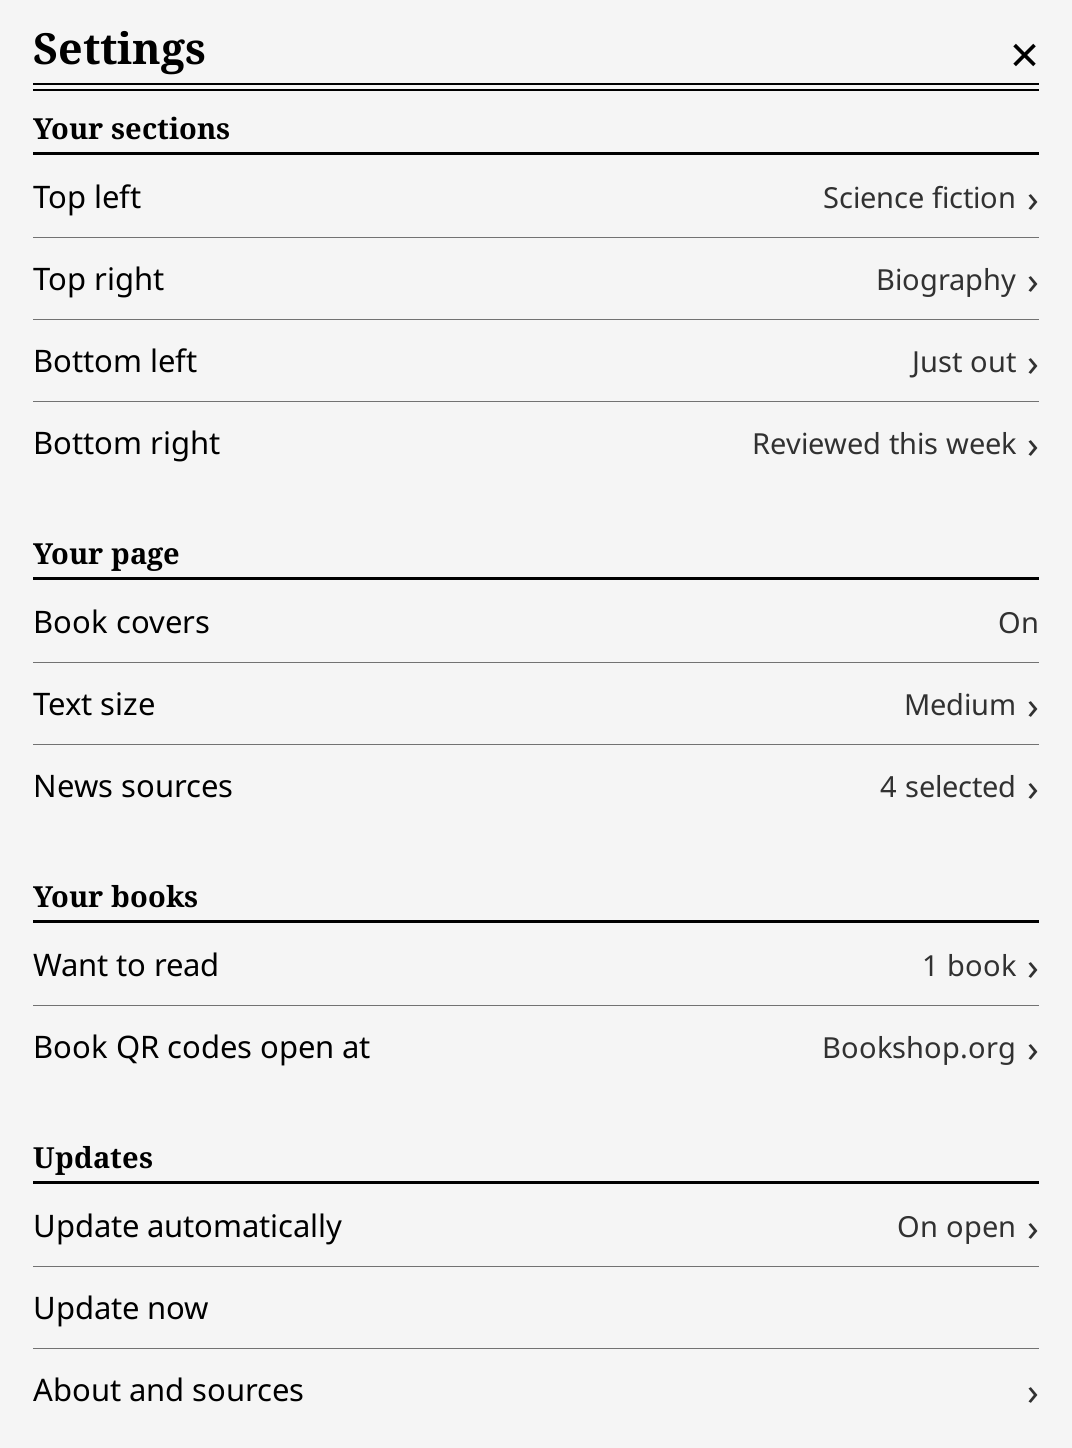 Settings ×
Your sections
Top left Science fiction ›
Top right Biography ›
Bottom left Just out ›
Bottom right Reviewed this week ›
Your page
Book covers On
Text size Medium ›
News sources 4 selected ›
Your books
Want to read 1 book ›
Book QR codes open at Bookshop.org ›
Updates
Update automatically On open ›
Update now
About and sources ›